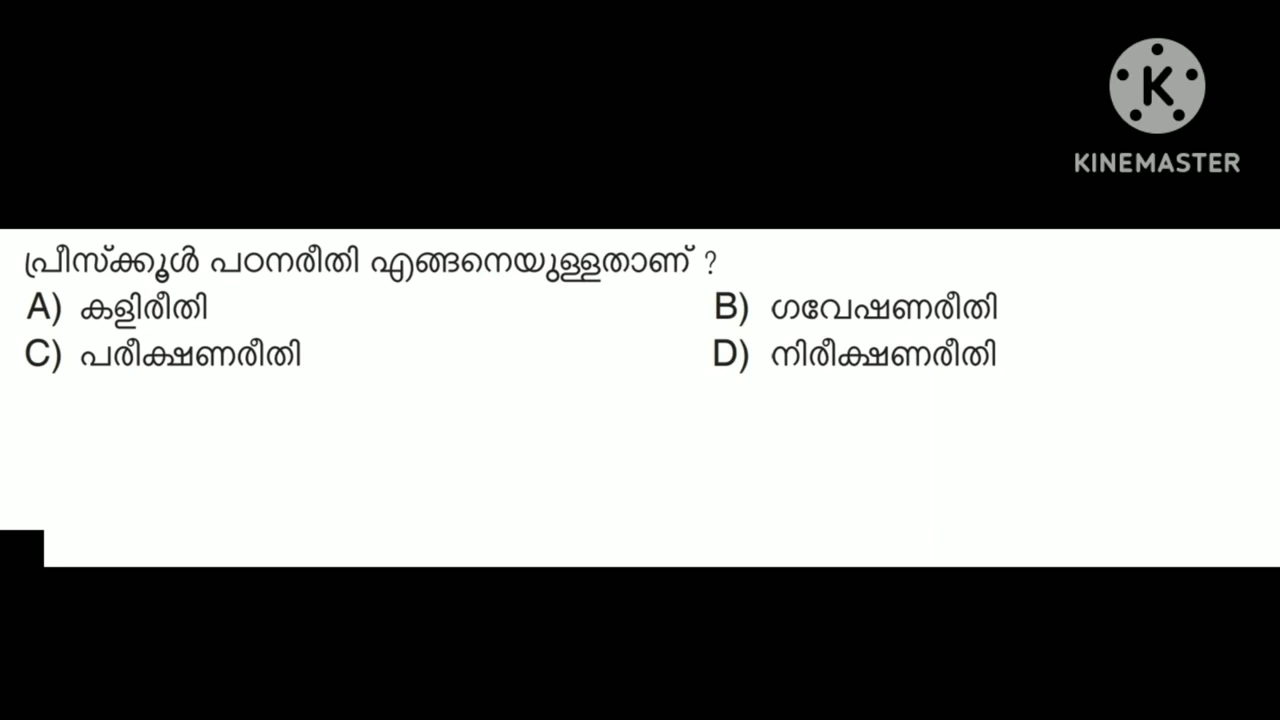 K
KINEMASTER
പ്രീസ്ക്കൂൾ പഠനരീതി എങ്ങനെയുള്ളതാണ് ?
A) കളിരീതി B) ഗവേഷണരീതി
C) പരീക്ഷണരീതി D) നിരീക്ഷണരീതി